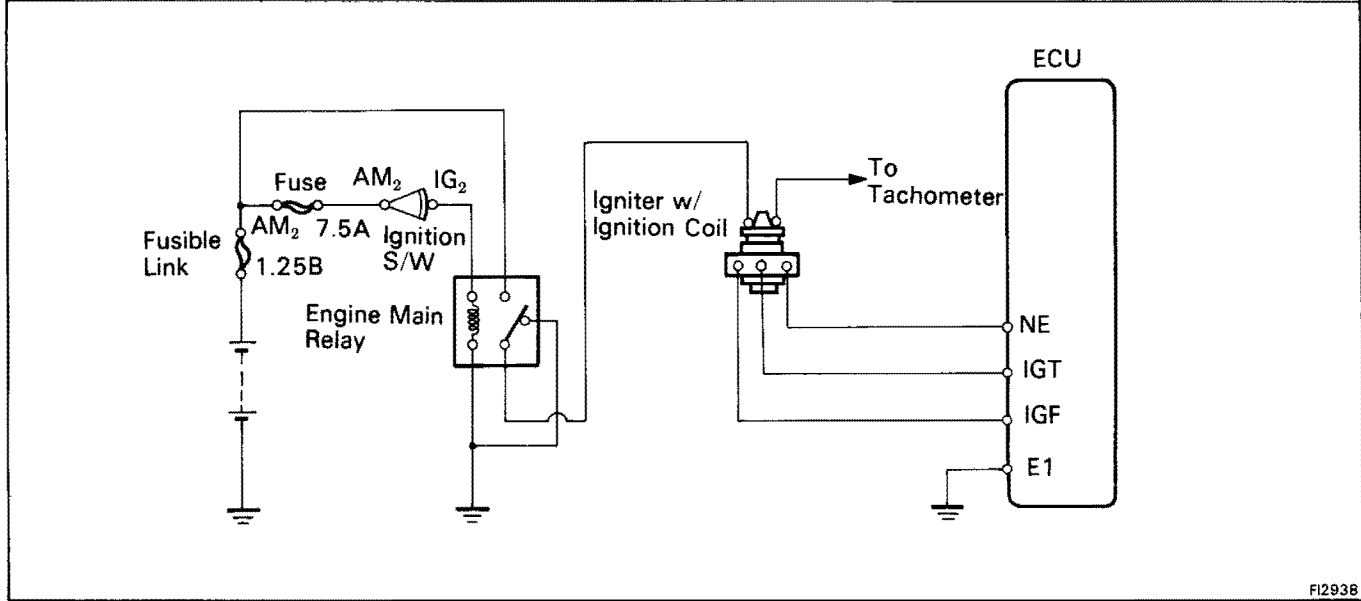 ECU
To
Tachometer
Igniter w/
Ignition Coil
Fuse
AM₂
IG₂
AM₂
7.5A
Ignition
S/W
Fusible
Link
1.25B
Engine Main
Relay
NE
IGT
IGF
E1
FI2938